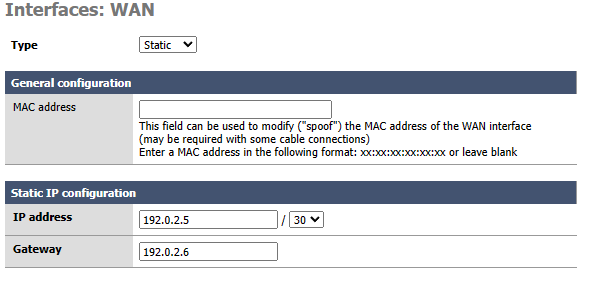 Interfaces: WAN
Type Static
General configuration
MAC address
This field can be used to modify ("spoof") the MAC address of the WAN interface
(may be required with some cable connections)
Enter a MAC address in the following format: xx:xx:xx:xx:xx:xx or leave blank
Static IP configuration
IP address 192.0.2.5 / 30
Gateway 192.0.2.6